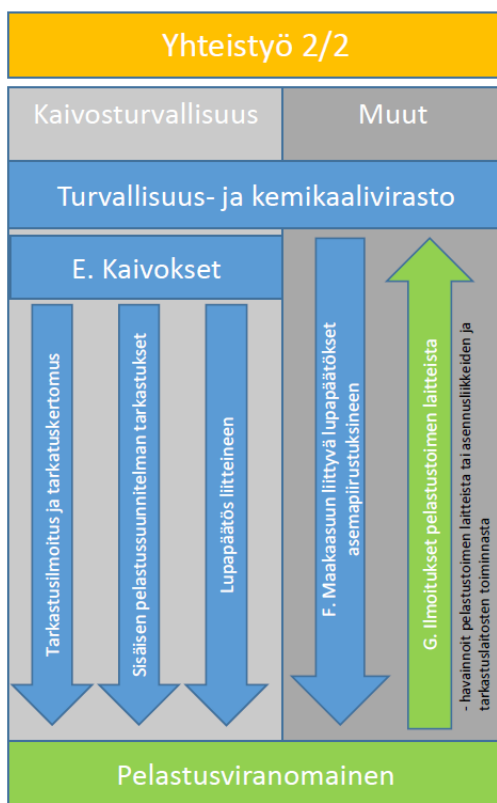 Yhteistyö 2/2
Kaivosturvallisuus
Muut
Turvallisuus- ja kemikaalivirasto
E. Kaivokset
Tarkastusilmoitus ja tarkatuskertomus
Sisäisen pelastussuunnitelman tarkastukset
Lupapäätös liitteineen
F. Maakaasuun liittyvä lupapäätökset
asemapiirustuksineen
G. Ilmoitukset pelastustoimen laitteista
- havainnoit pelastustoimen laitteista tai asennusliikkeiden ja
tarkastuslaitosten toiminnasta
Pelastusviranomainen